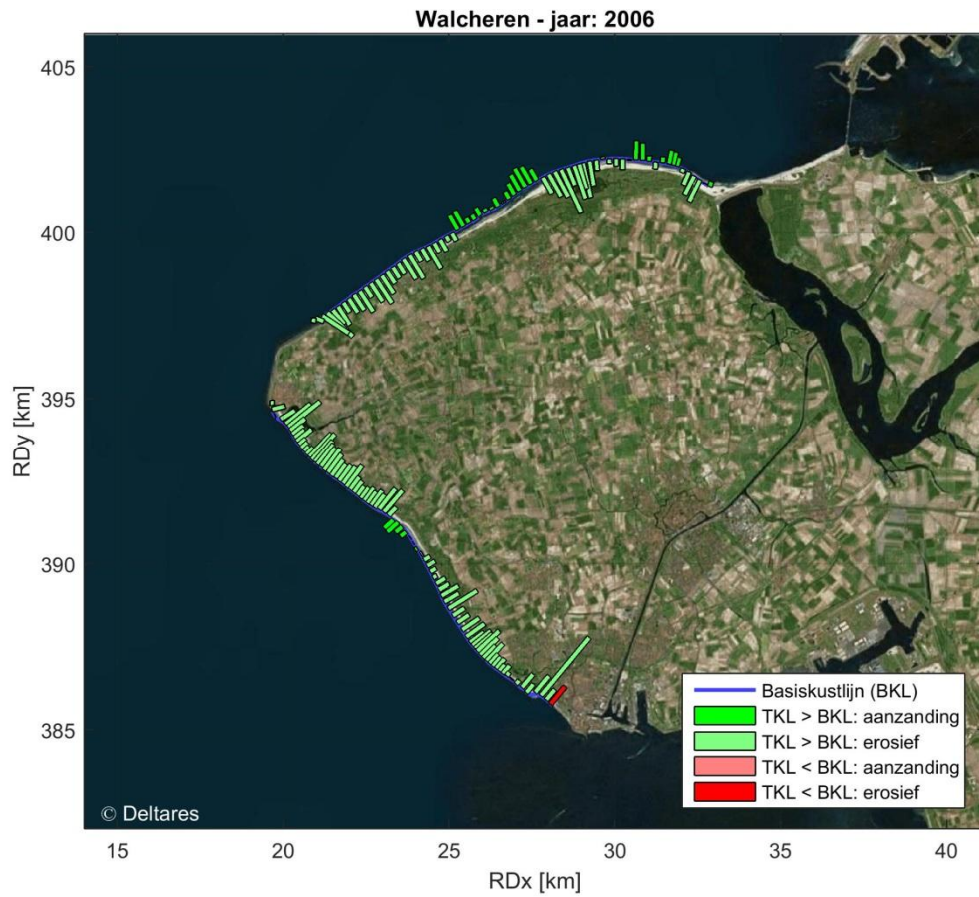 Walcheren - jaar: 2006
405
400
395
390
385
RDy [km]
Basiskustlijn (BKL)
TKL > BKL: aanzanding
TKL > BKL: erosief
TKL < BKL: aanzanding
TKL < BKL: erosief
© Deltares
15 20 25 30 35 40
RDx [km]